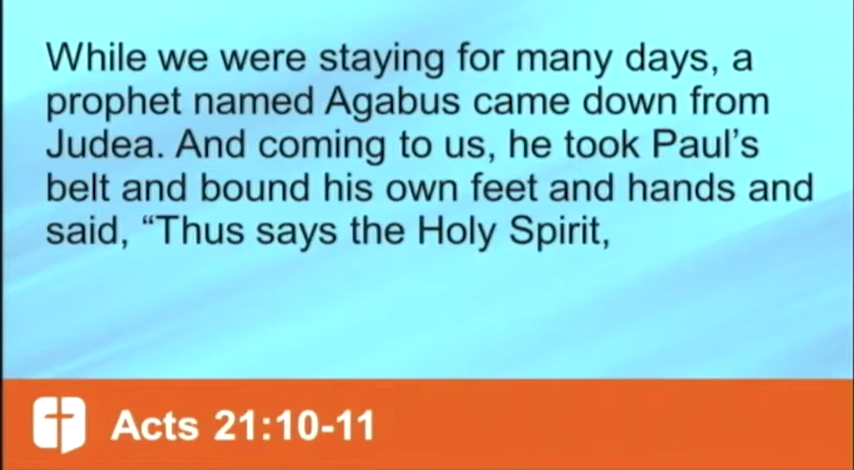 While we were staying for many days, a
prophet named Agabus came down from
Judea. And coming to us, he took Paul’s
belt and bound his own feet and hands and
said, “Thus says the Holy Spirit,
Acts 21:10-11